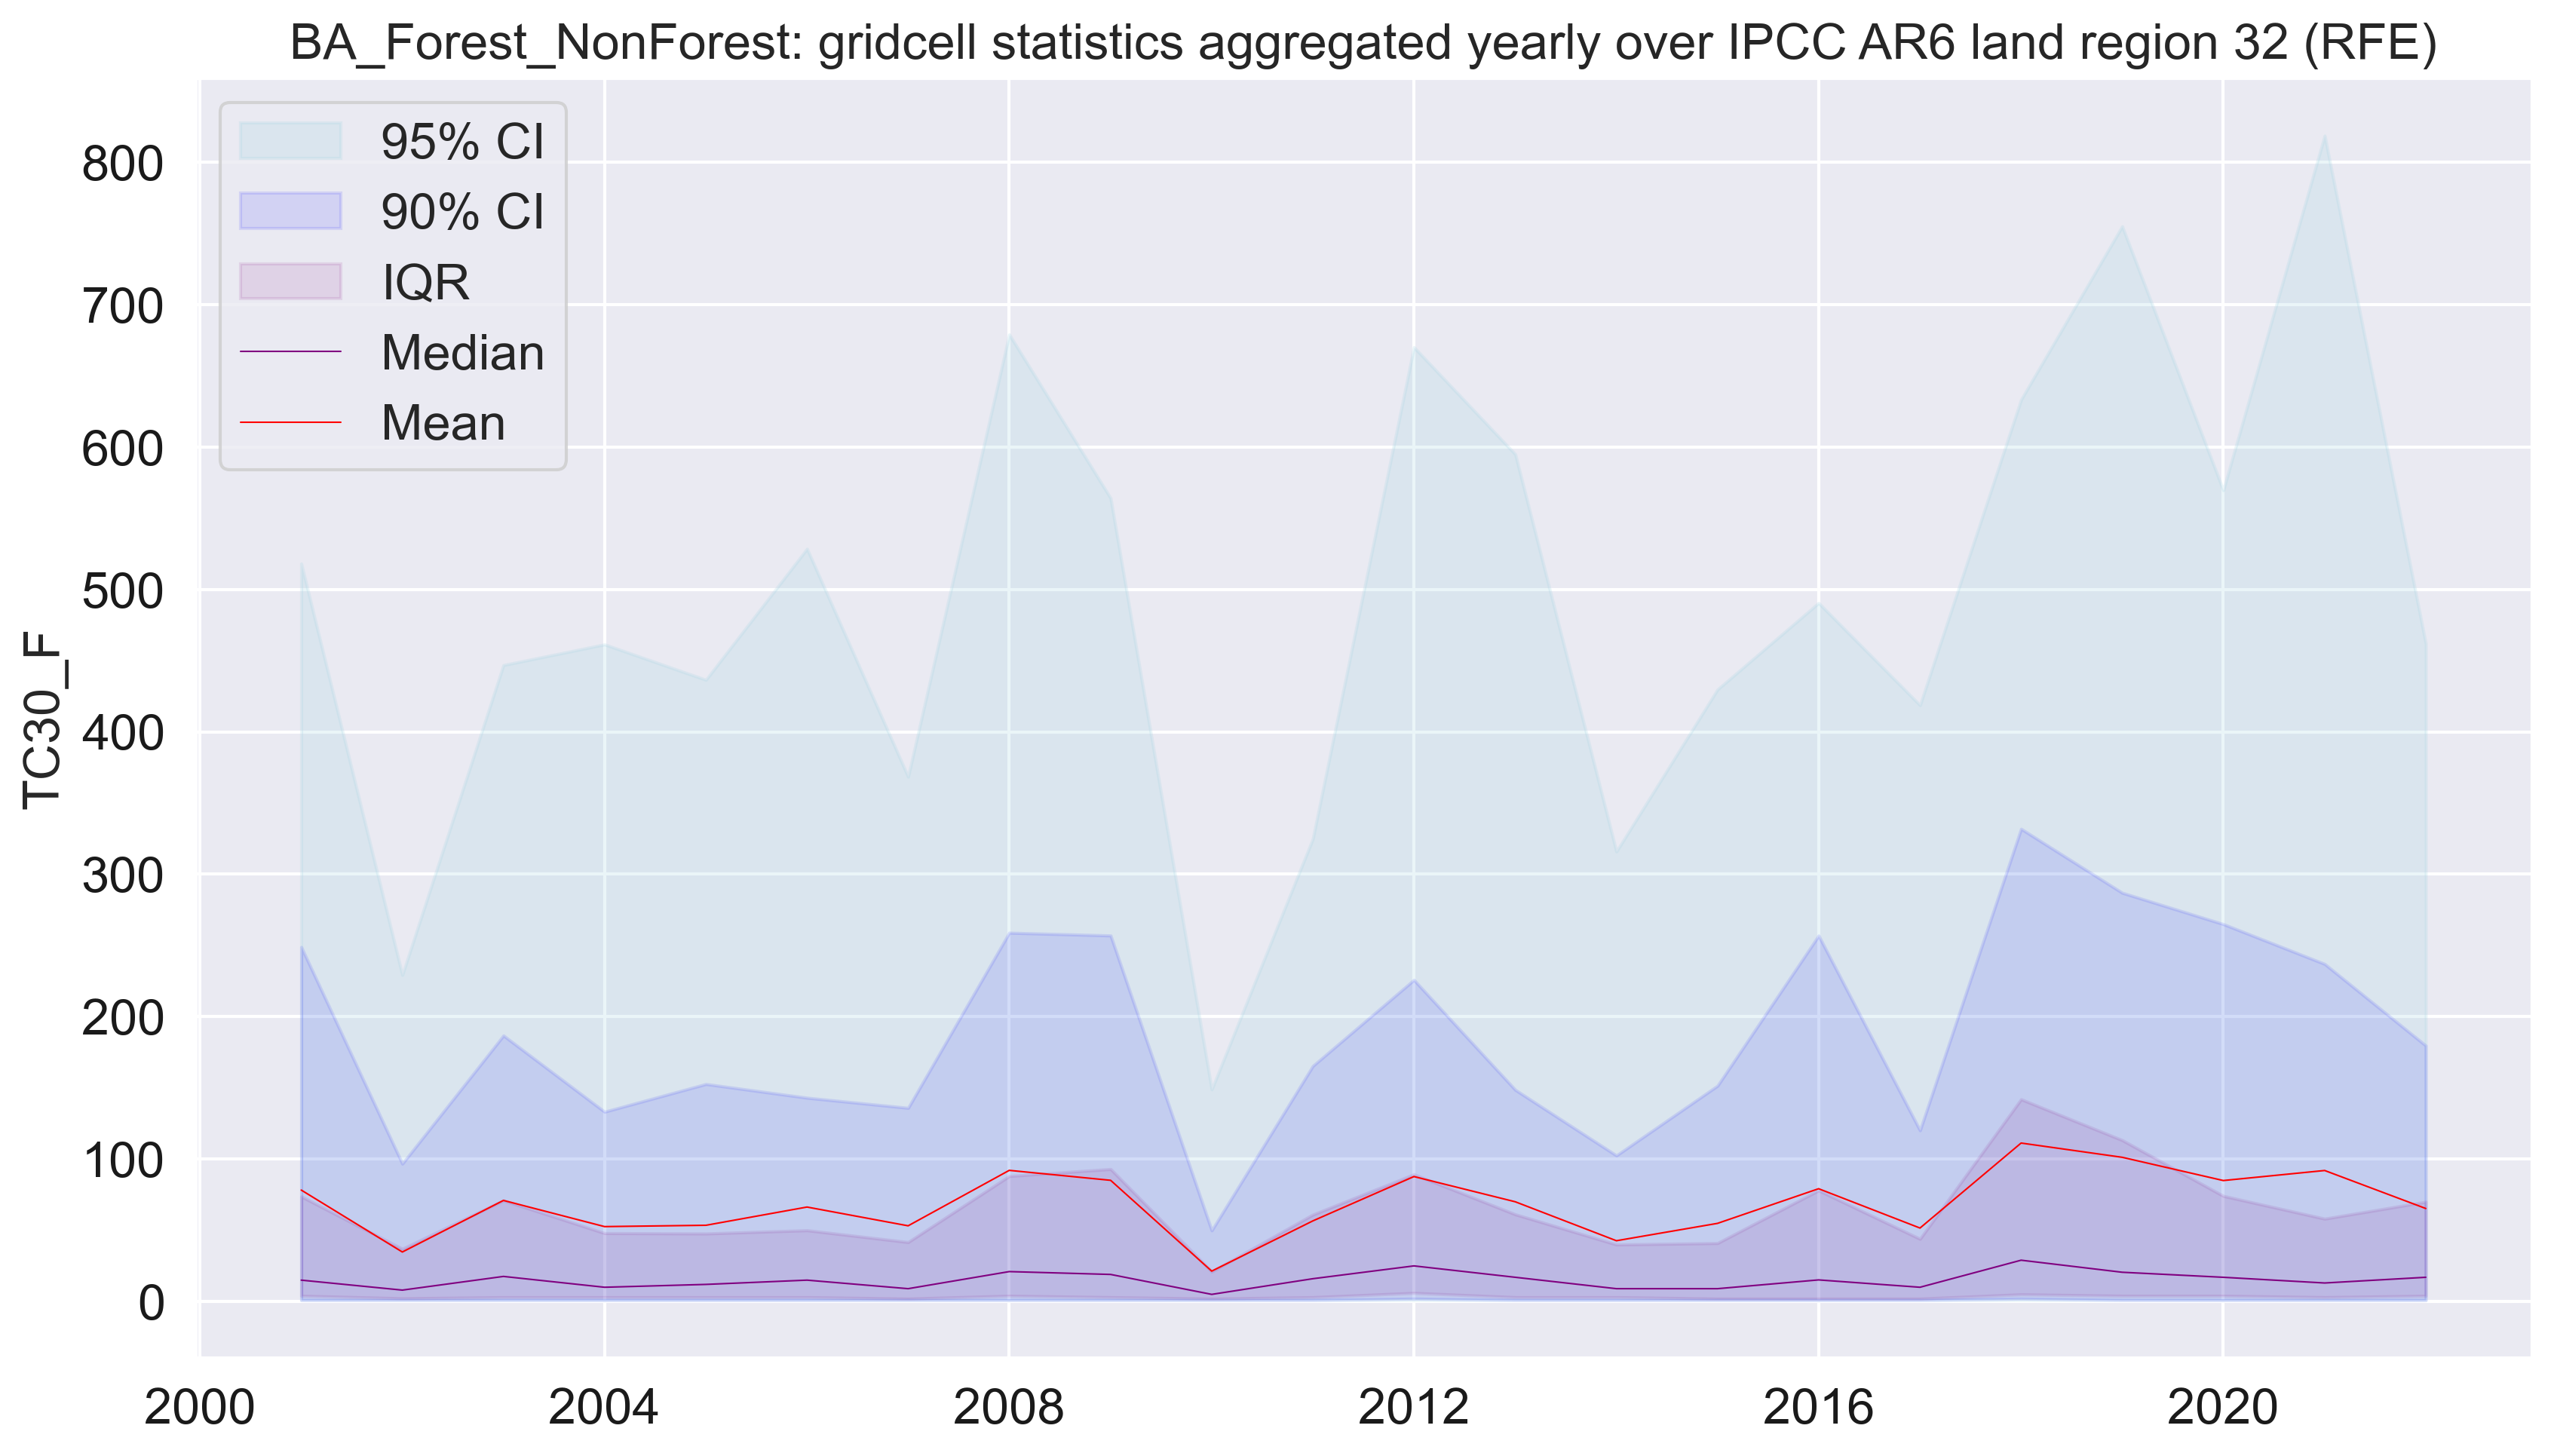 BA_Forest_NonForest: gridcell statistics aggregated yearly over IPCC AR6 land region 32 (RFE)
95% CI
90% CI
IQR
Median
Mean
TC30_F
800
700
600
500
400
300
200
100
0
2000 2004 2008 2012 2016 2020